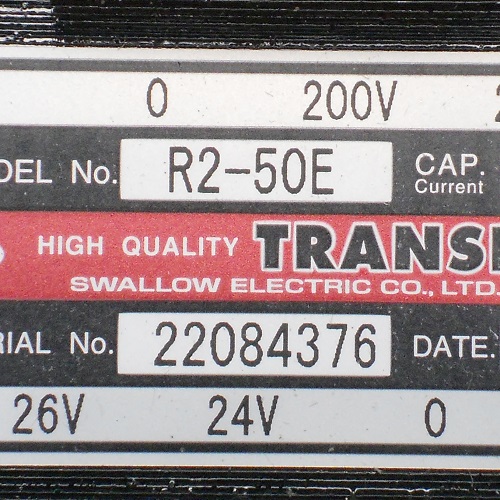 0 200V
DEL No. R2-50E CAP.
Current
HIGH QUALITY TRANS
SWALLOW ELECTRIC CO., LTD.
RIAL No. 22084376 DATE.
26V 24V 0